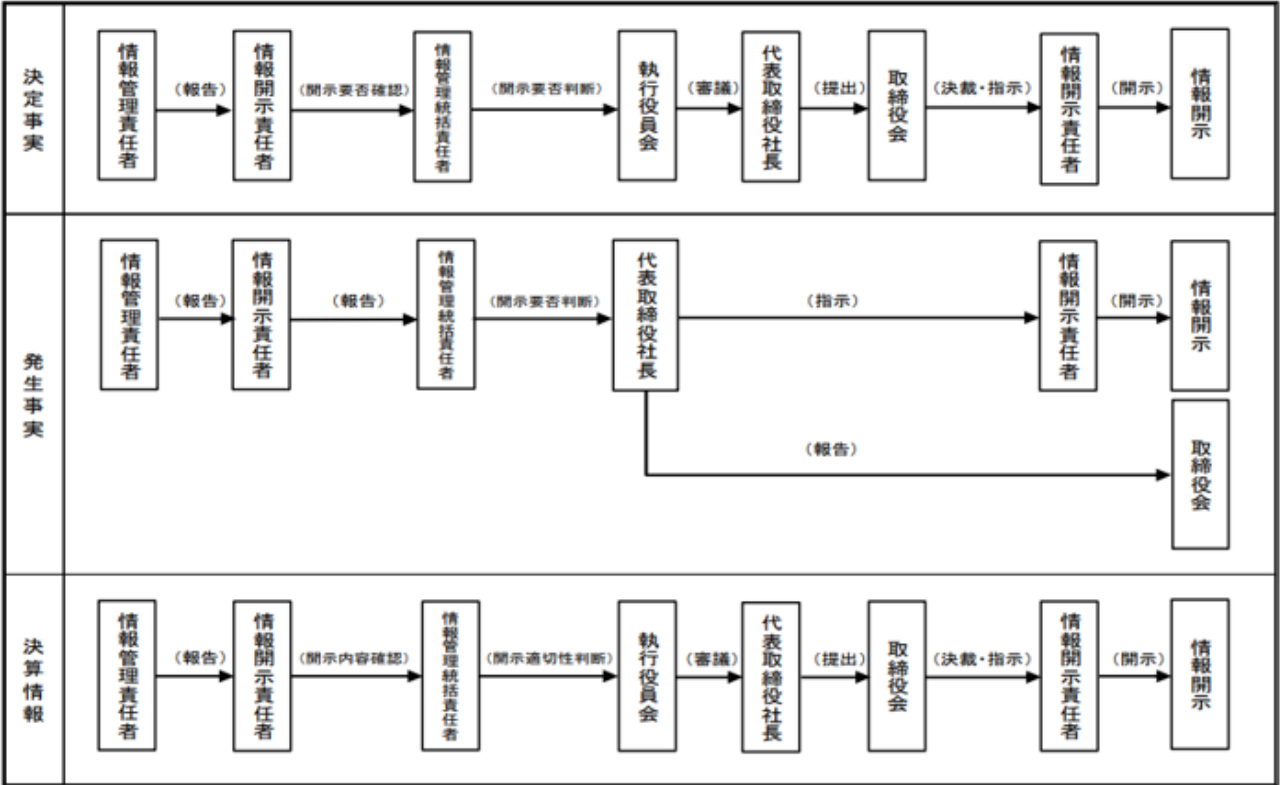 決定事実
情報管理責任者
（報告）
情報開示責任者
（開示要否確認）
情報管理統括責任者
（開示要否判断）
執行役員会
（審議）
代表取締役社長
（提出）
取締役会
（決裁・指示）
情報開示責任者
（開示）
情報開示
発生事実
情報管理責任者
（報告）
情報開示責任者
（報告）
情報管理統括責任者
（開示要否判断）
代表取締役社長
（指示）
情報開示責任者
（開示）
情報開示
（報告）
取締役会
決算情報
情報管理責任者
（報告）
情報開示責任者
（開示内容確認）
情報管理統括責任者
（開示適切性判断）
執行役員会
（審議）
代表取締役社長
（提出）
取締役会
（決裁・指示）
情報開示責任者
（開示）
情報開示